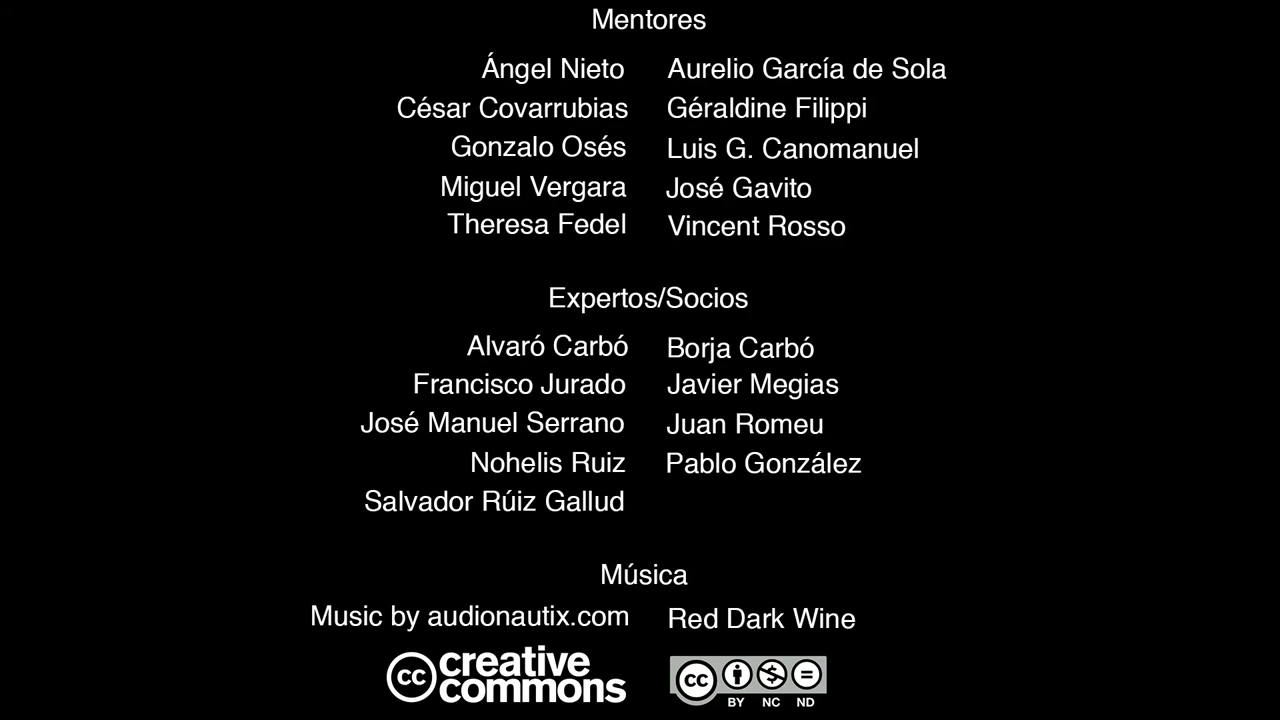 Mentores
Ángel Nieto Aurelio García de Sola
César Covarrubias Géraldine Filippi
Gonzalo Osés Luis G. Canomanuel
Miguel Vergara José Gavito
Theresa Fedel Vincent Rosso
Expertos/Socios
Alvaró Carbó Borja Carbó
Francisco Jurado Javier Megias
José Manuel Serrano Juan Romeu
Nohelis Ruiz Pablo González
Salvador Rúiz Gallud
Música
Music by audionautix.com Red Dark Wine
cc creative commons cc
BY NC ND